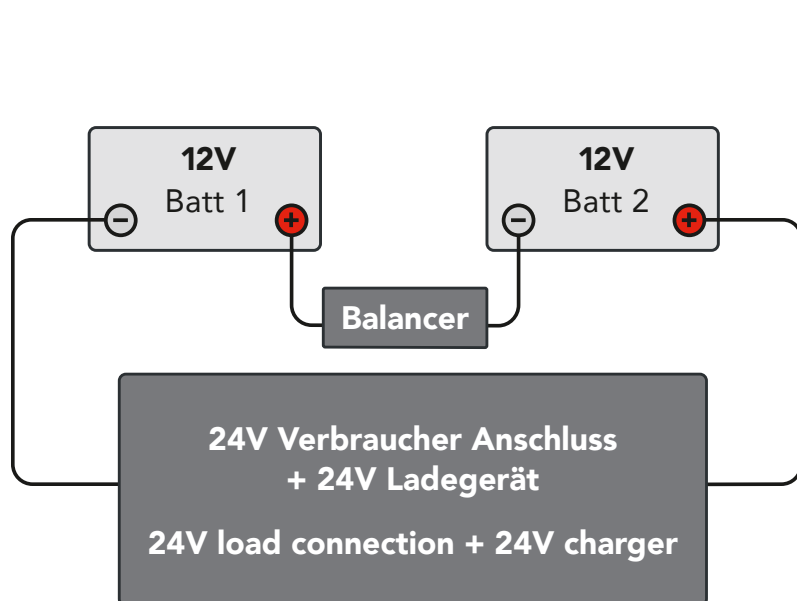 12V
Batt 1
−
+
12V
Batt 2
−
+
Balancer
24V Verbraucher Anschluss
+ 24V Ladegerät
24V load connection + 24V charger